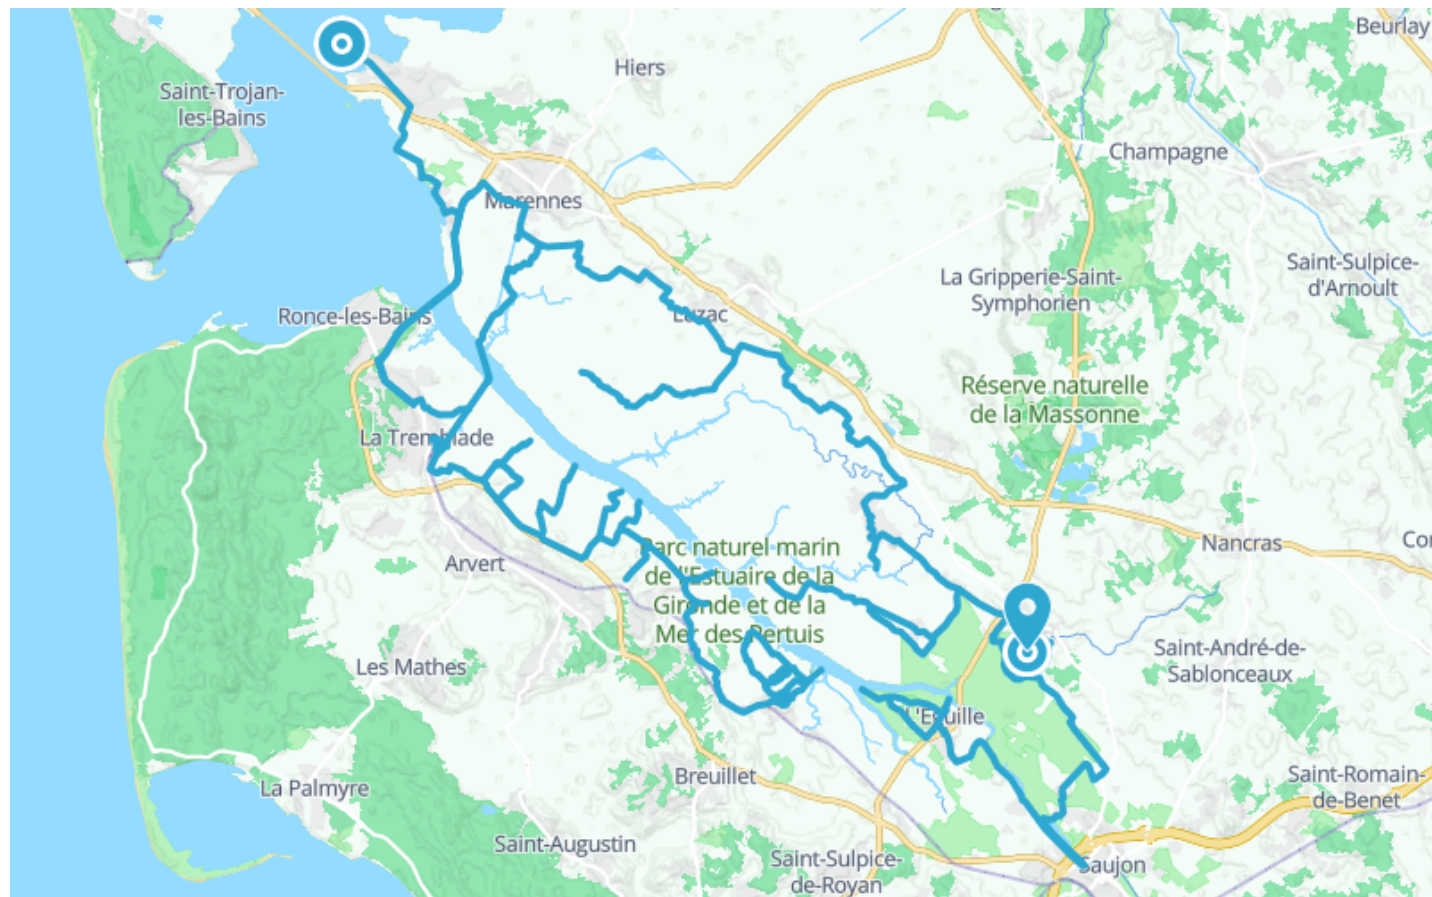 Beurlay
Hiers
Saint-Trojan-
les-Bains
Champagne
Marennes
Saint-Sulpice-
d'Arnoult
La Gripperie-Saint-
Symphorien
Ronce-les-Bains
Luzac
Réserve naturelle
de la Massonne
La Tremblade
Nancras
Parc naturel marin
de l'Estuaire de la
Gironde et de la
Mer des Pertuis
Arvert
Saint-André-de-
Sablonceaux
Les Mathes
L'Eguille
Breuillet
Saint-Romain-
de-Benet
La Palmyre
Saint-Augustin
Saint-Sulpice-
de-Royan
Saujon